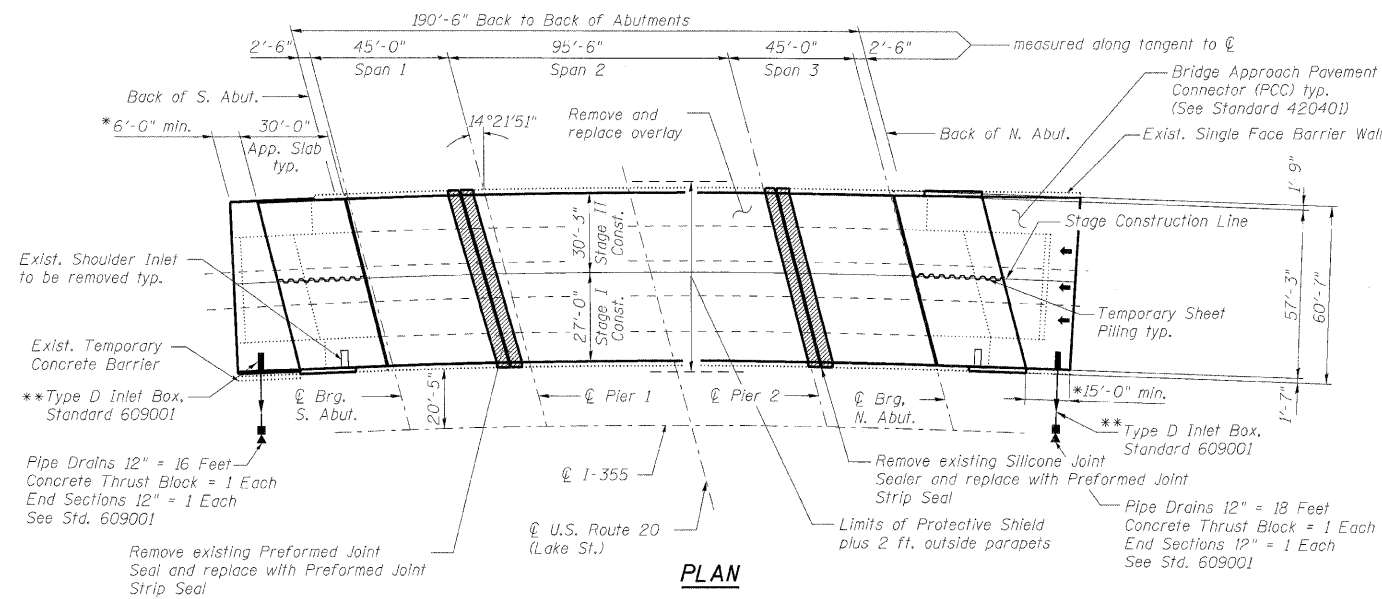 190'-6" Back to Back of Abutments
2'-6"
45'-0"
95'-6"
45'-0"
2'-6"
measured along tangent to ℄
Span 1
Span 2
Span 3
Bridge Approach Pavement
Connector (PCC) typ.
(See Standard 420401)
Back of S. Abut.
*6'-0" min.
30'-0"
App. Slab
typ.
14°21'51"
Remove and
replace overlay
Back of N. Abut.
Exist. Single Face Barrier Wall
1'-9"
Stage Construction Line
30'-3"
Stage II
Const.
Exist. Shoulder Inlet
to be removed typ.
27'-0"
Stage I
Const.
57'-3"
60'-7"
Temporary Sheet
Piling typ.
Exist. Temporary
Concrete Barrier
**Type D Inlet Box,
Standard 609001
℄ Brg.
S. Abut.
20'-5"
℄ Pier 1
℄ Pier 2
℄ Brg,
N. Abut.
*15'-0" min.
1'-7"
**Type D Inlet Box,
Standard 609001
Pipe Drains 12" = 16 Feet
Concrete Thrust Block = 1 Each
End Sections 12" = 1 Each
See Std. 609001
℄ I-355
Remove existing Silicone Joint
Sealer and replace with Preformed Joint
Strip Seal
℄ U.S. Route 20
(Lake St.)
Limits of Protective Shield
plus 2 ft. outside parapets
Pipe Drains 12" = 18 Feet
Concrete Thrust Block = 1 Each
End Sections 12" = 1 Each
See Std. 609001
Remove existing Preformed Joint
Seal and replace with Preformed Joint
Strip Seal
PLAN